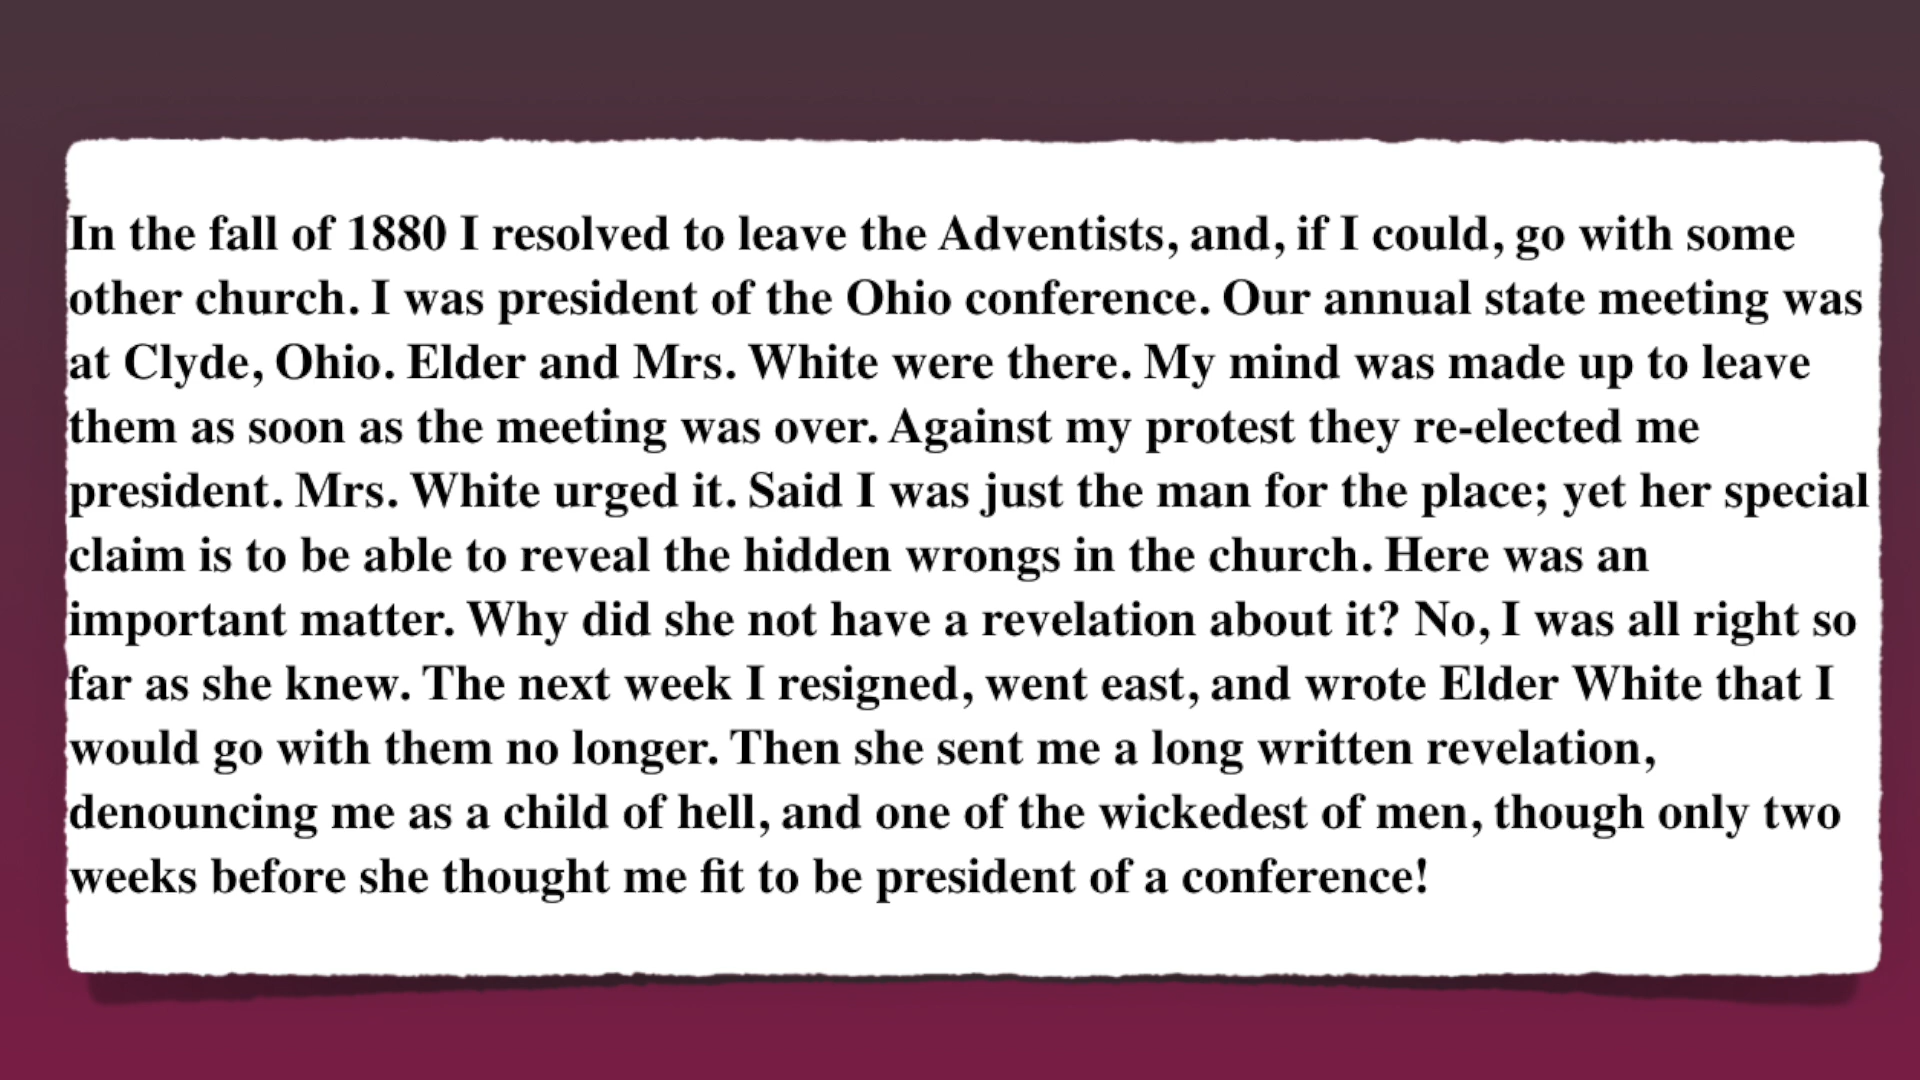 In the fall of 1880 I resolved to leave the Adventists, and, if I could, go with some
other church. I was president of the Ohio conference. Our annual state meeting was
at Clyde, Ohio. Elder and Mrs. White were there. My mind was made up to leave
them as soon as the meeting was over. Against my protest they re-elected me
president. Mrs. White urged it. Said I was just the man for the place; yet her special
claim is to be able to reveal the hidden wrongs in the church. Here was an
important matter. Why did she not have a revelation about it? No, I was all right so
far as she knew. The next week I resigned, went east, and wrote Elder White that I
would go with them no longer. Then she sent me a long written revelation,
denouncing me as a child of hell, and one of the wickedest of men, though only two
weeks before she thought me fit to be president of a conference!